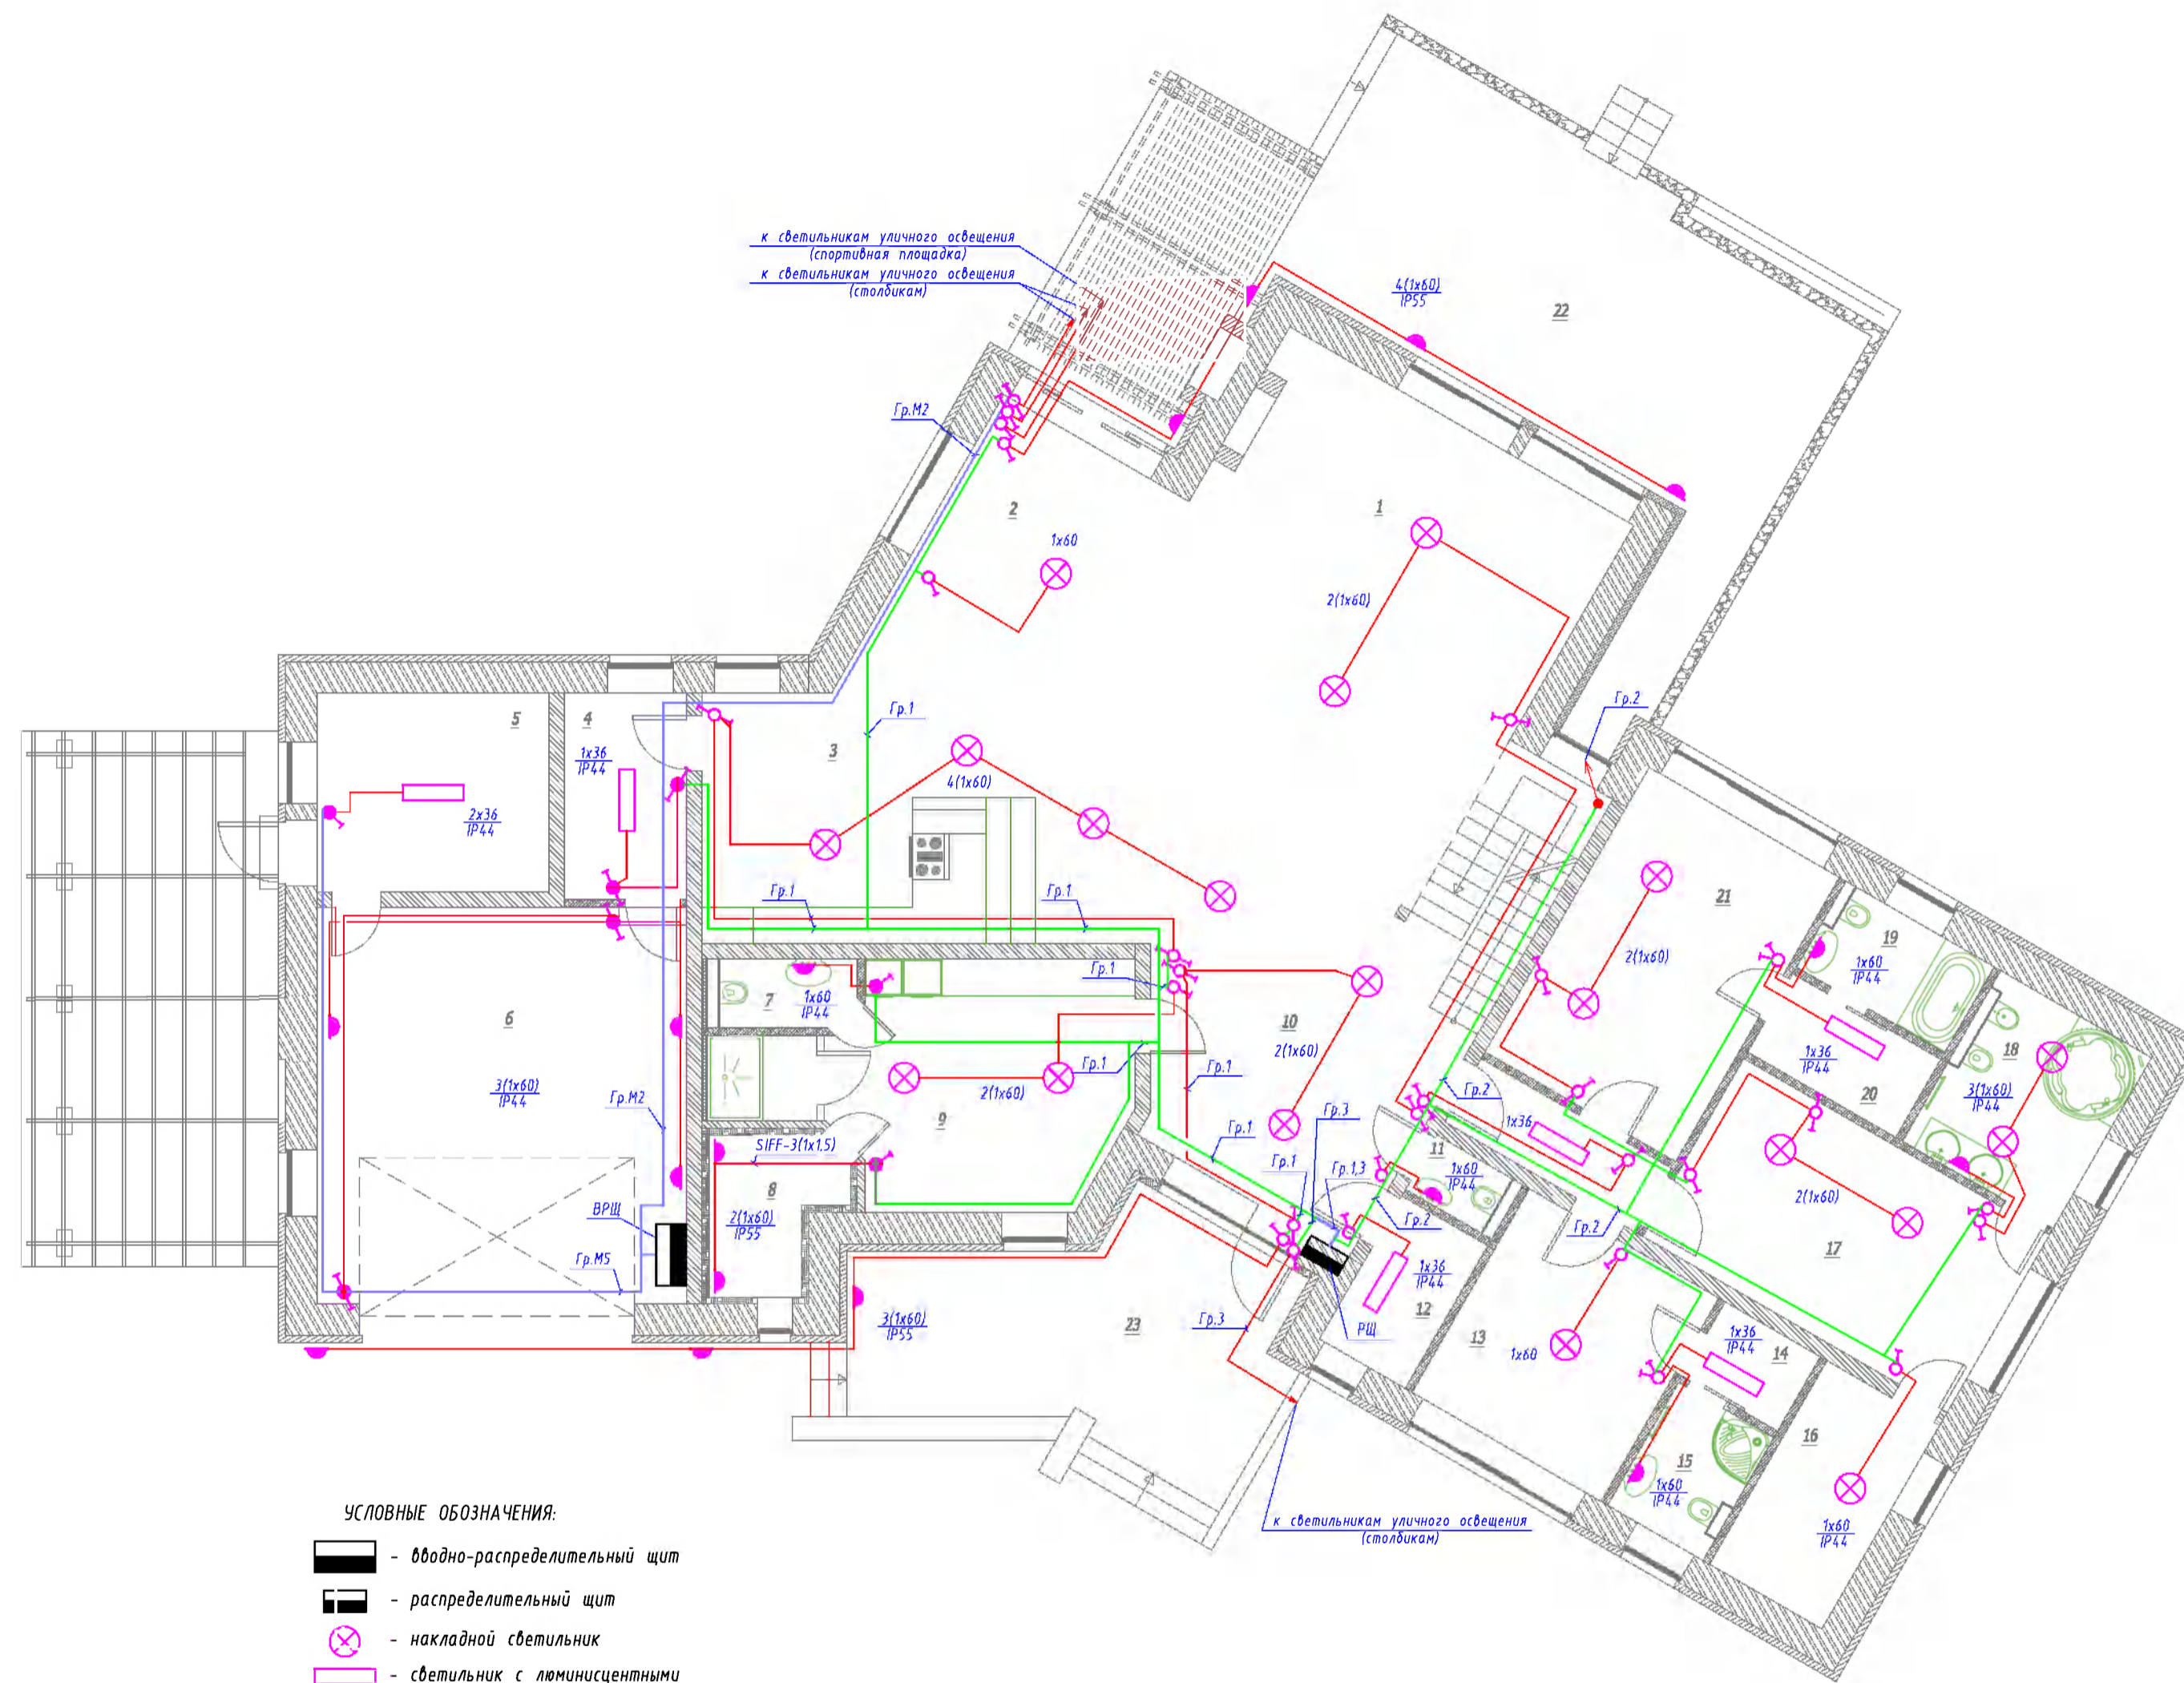 к светильникам уличного освещения
(спортивная площадка)
к светильникам уличного освещения
(столбикам)
4(1х60)
IP55
22
Гр.М2
2
1
1х60
2(1х60)
Гр.2
Гр.1
5
4
1х36
IP44
3
4(1х60)
2х36
IP44
Гр.1
Гр.1
21
19
1х60
IP44
2(1х60)
Гр.1
7
1х60
IP44
6
10
2(1х60)
18
1х36
IP44
20
3(1х60)
IP44
3(1х60)
IP44
Гр.М2
Гр.1
2(1х60)
Гр.1
Гр.2
9
Гр.3
1х36
SIFF-3(1х1,5)
Гр.1
11
Гр.1
Гр.1,3
1х60
IP44
2(1х60)
8
ВРЩ
2(1х60)
IP55
Гр.2
Гр.2
17
Гр.М5
1х36
IP44
12
3(1х60)
IP55
23
Гр.3
РЩ
13
1х60
1х36
IP44
14
16
15
1х60
IP44
1х60
IP44
к светильникам уличного освещения
(столбикам)
УСЛОВНЫЕ ОБОЗНАЧЕНИЯ:
- вводно-распределительный щит
- распределительный щит
- накладной светильник
- светильник с люминисцентными